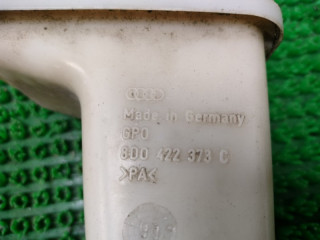 Made in Germany
GPO
8D0 422 373 C
>PA<